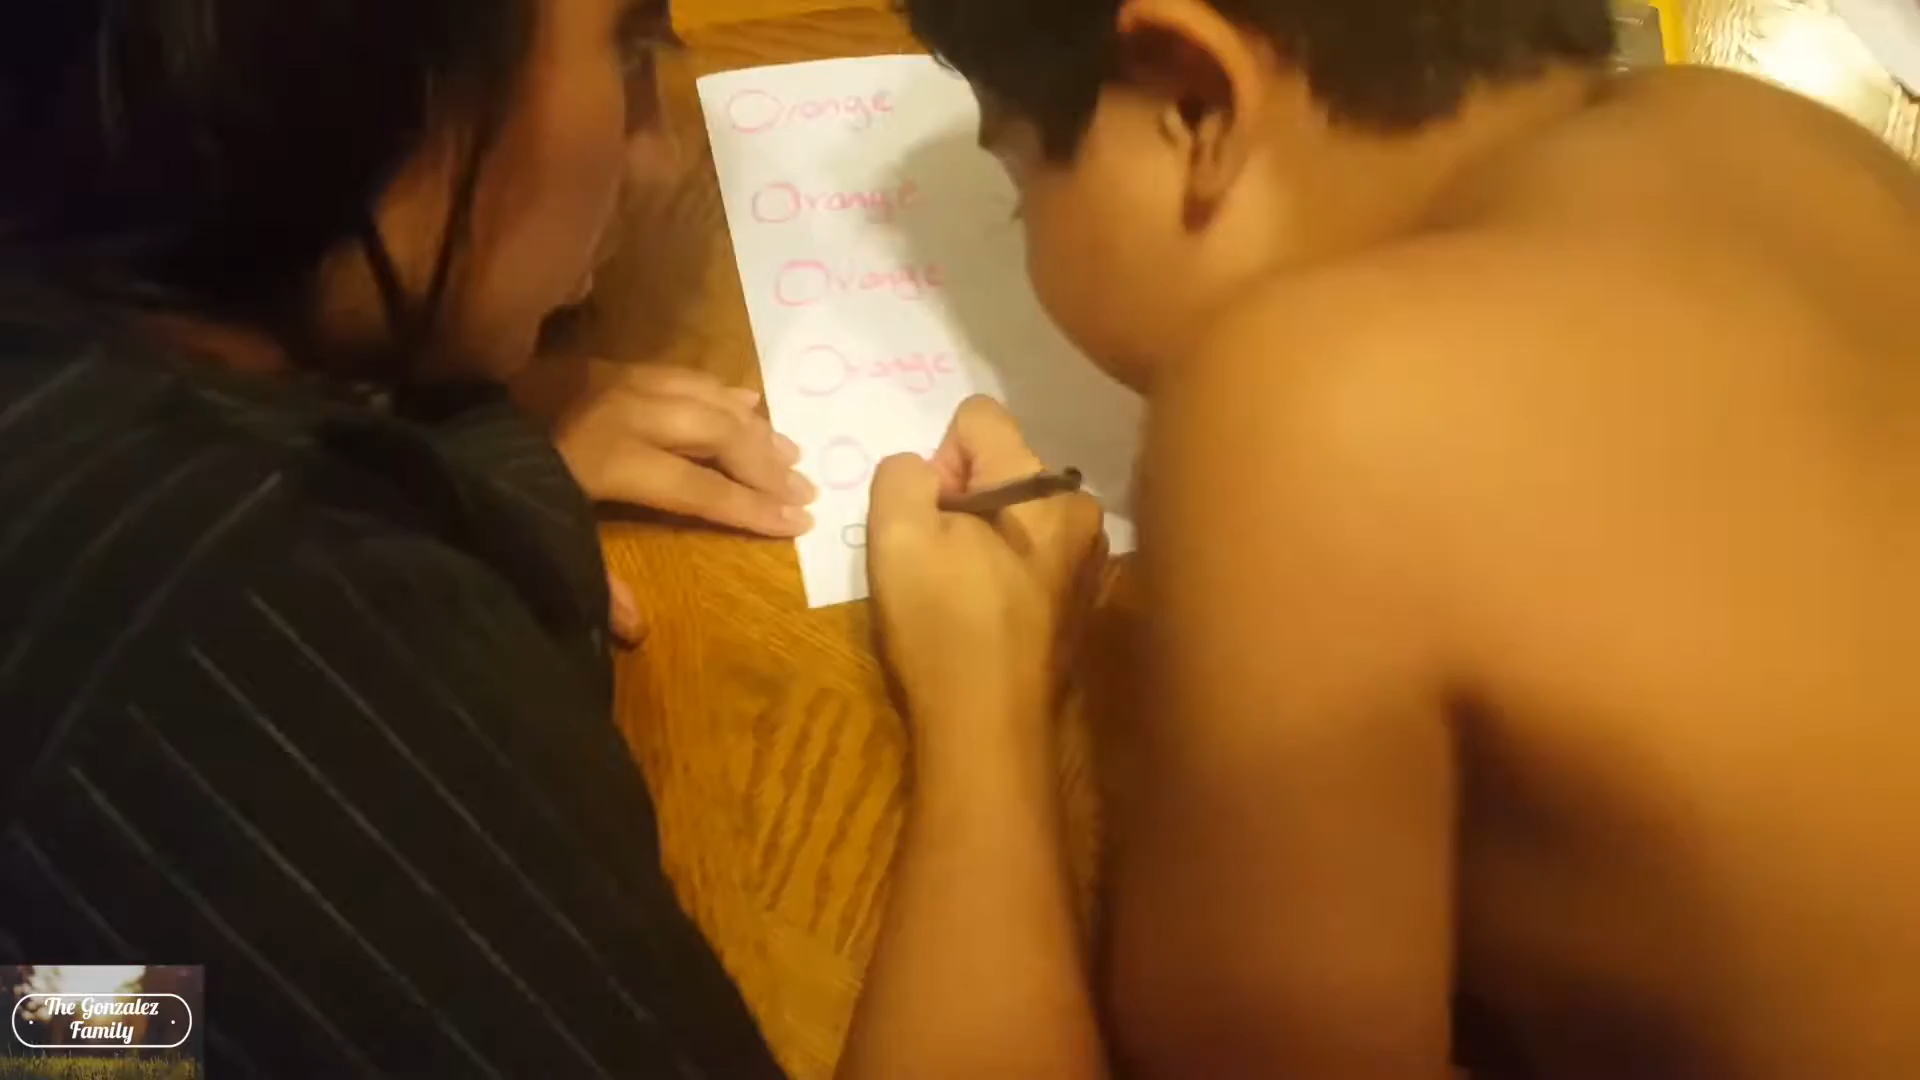 Orange
Orange
Orange
Orange
O
O
The Gonzalez
Family